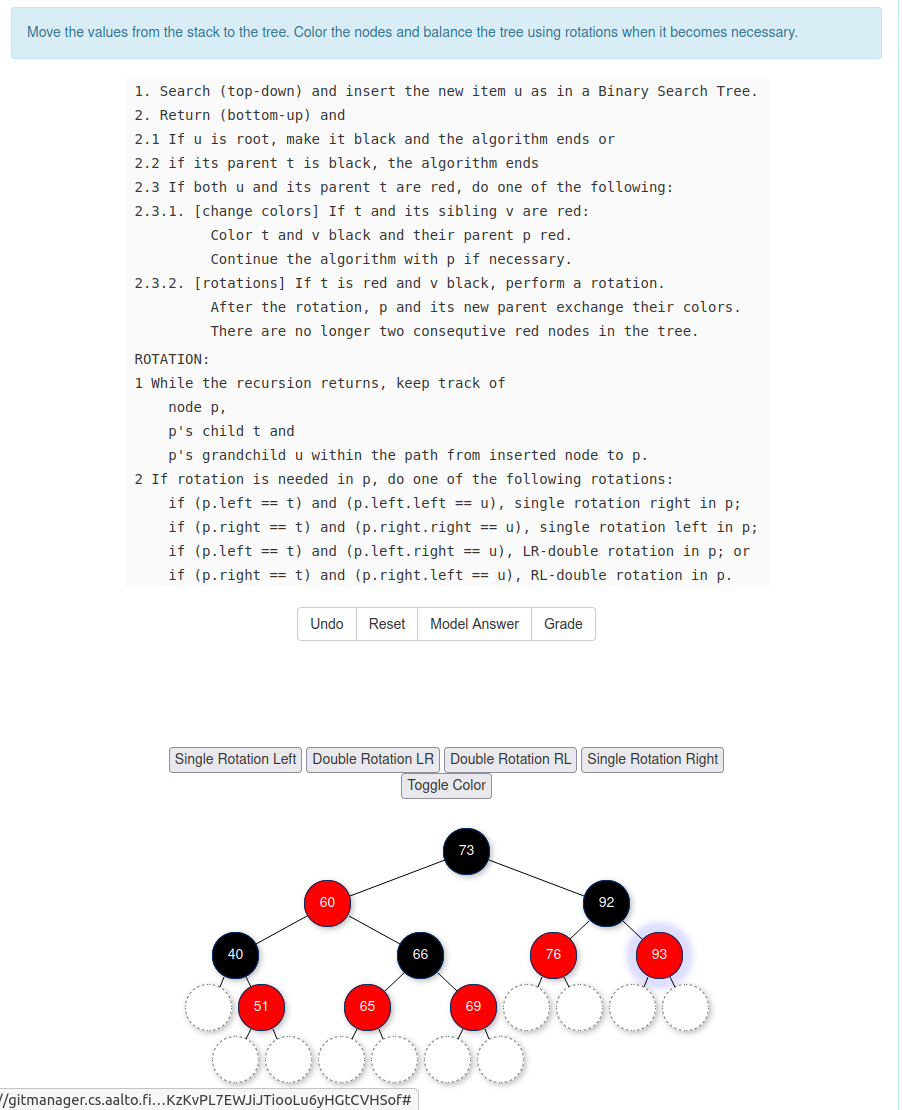 Move the values from the stack to the tree. Color the nodes and balance the tree using rotations when it becomes necessary.
1. Search (top-down) and insert the new item u as in a Binary Search Tree.
2. Return (bottom-up) and
2.1 If u is root, make it black and the algorithm ends or
2.2 if its parent t is black, the algorithm ends
2.3 If both u and its parent t are red, do one of the following:
2.3.1. [change colors] If t and its sibling v are red:
Color t and v black and their parent p red.
Continue the algorithm with p if necessary.
2.3.2. [rotations] If t is red and v black, perform a rotation.
After the rotation, p and its new parent exchange their colors.
There are no longer two consequtive red nodes in the tree.
ROTATION:
1 While the recursion returns, keep track of
node p,
p's child t and
p's grandchild u within the path from inserted node to p.
2 If rotation is needed in p, do one of the following rotations:
if (p.left == t) and (p.left.left == u), single rotation right in p;
if (p.right == t) and (p.right.right == u), single rotation left in p;
if (p.left == t) and (p.left.right == u), LR-double rotation in p; or
if (p.right == t) and (p.right.left == u), RL-double rotation in p.
Undo Reset Model Answer Grade
Single Rotation Left Double Rotation LR Double Rotation RL Single Rotation Right
Toggle Color
73
60 92
40 66 76 93
51 65 69
//gitmanager.cs.aalto.fi…KzKvPL7EWJiJTiooLu6yHGtCVHSof#